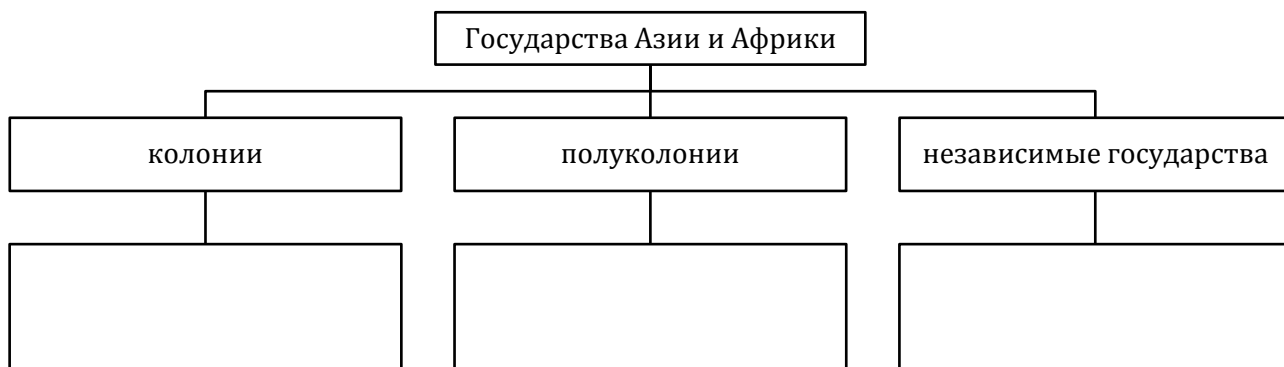 Государства Азии и Африки
колонии
полуколонии
независимые государства